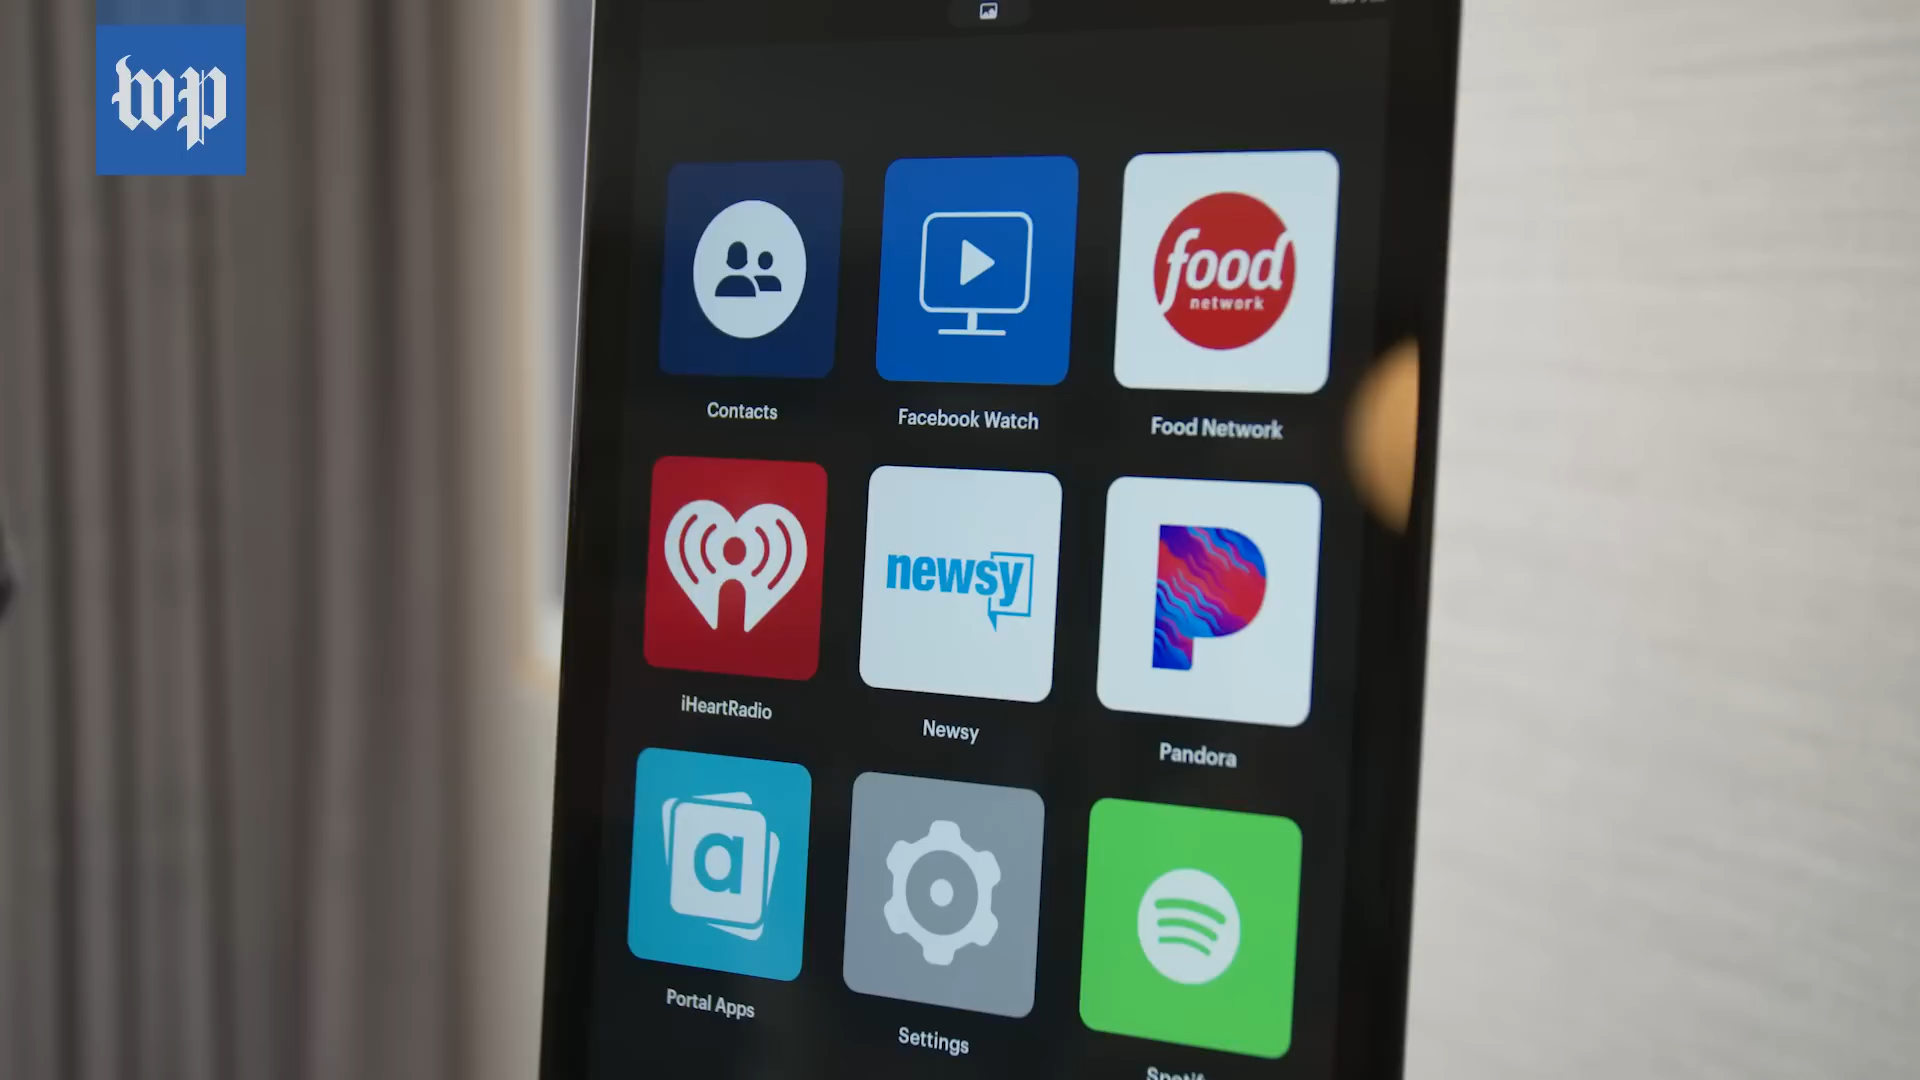 wp
food
network
Contacts
Facebook Watch
Food Network
newsy
iHeartRadio
Newsy
Pandora
a
Portal Apps
Settings